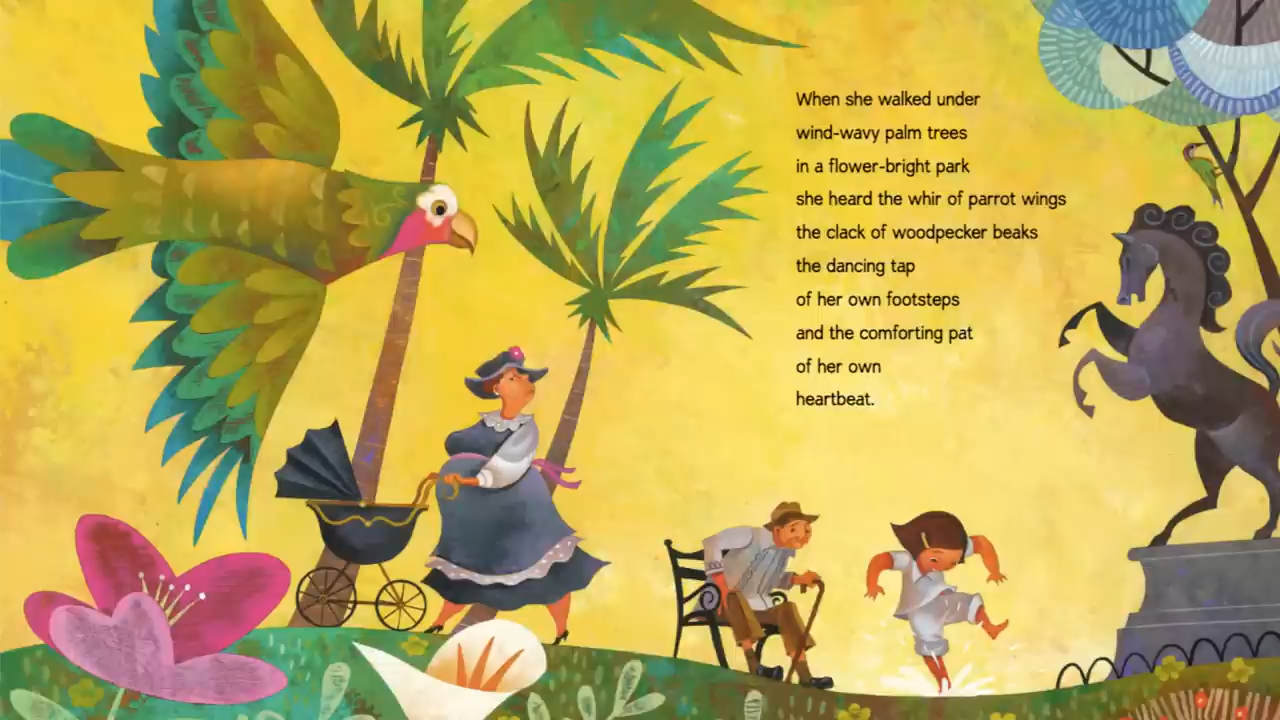 When she walked under
wind-wavy palm trees
in a flower-bright park
she heard the whir of parrot wings
the clack of woodpecker beaks
the dancing tap
of her own footsteps
and the comforting pat
of her own
heartbeat.